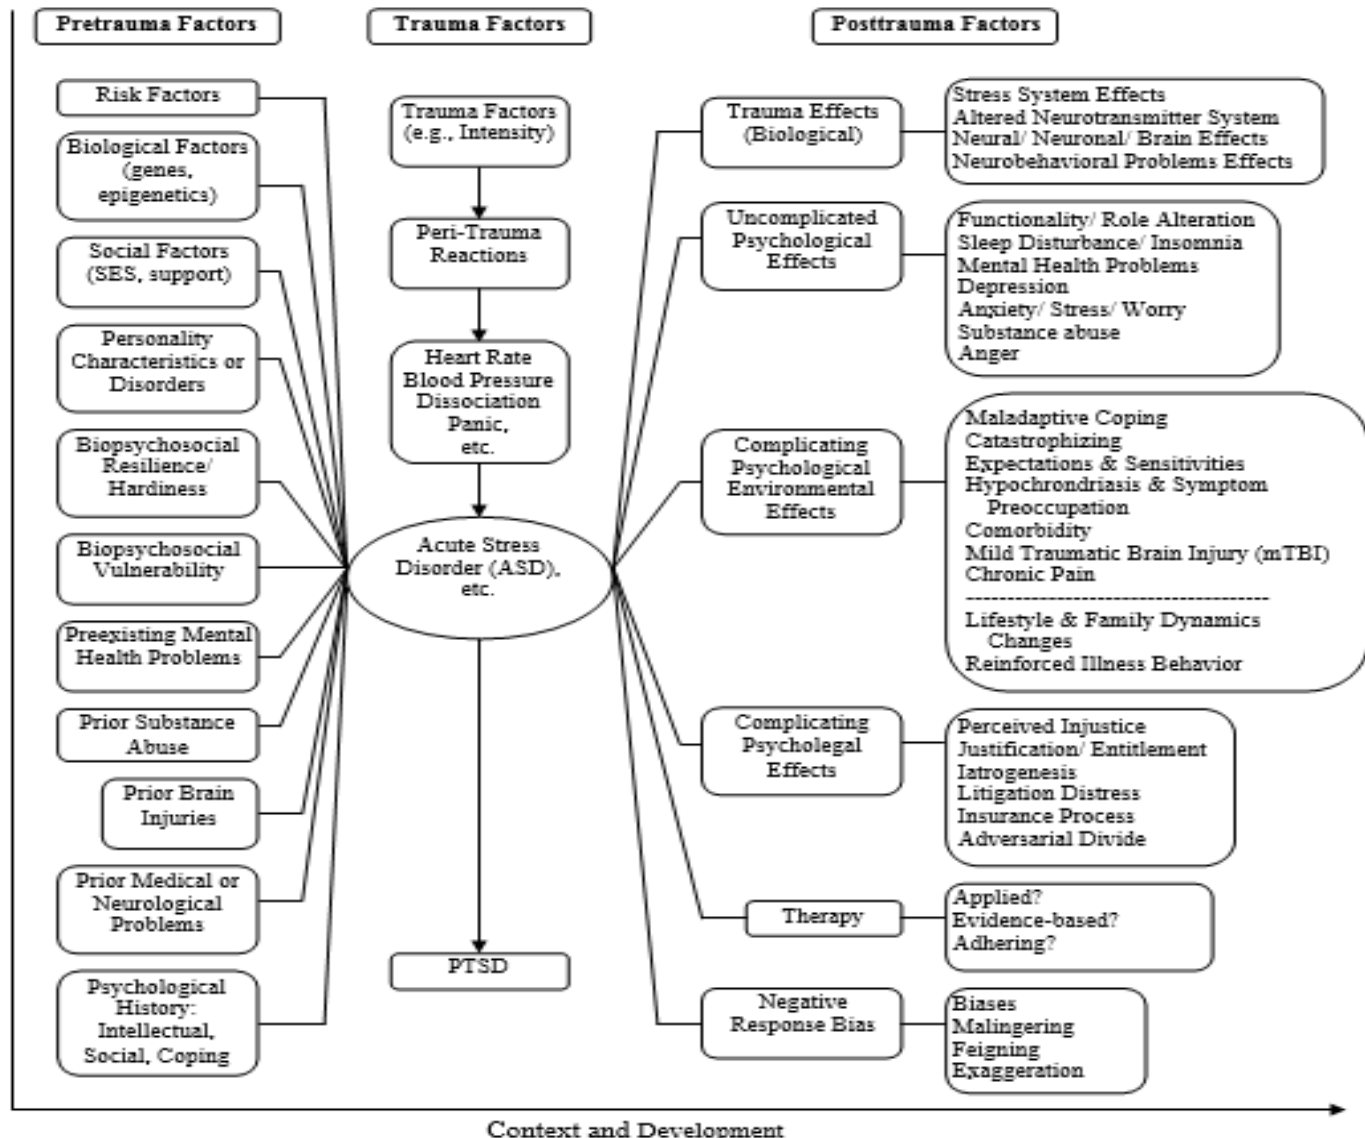 Pretrauma Factors
Trauma Factors
Posttrauma Factors
Risk Factors
Biological Factors
(genes,
epigenetics)
Social Factors
(SES, support)
Personality
Characteristics or
Disorders
Biopsychosocial
Resilience/
Hardiness
Biopsychosocial
Vulnerability
Preexisting Mental
Health Problems
Prior Substance
Abuse
Prior Brain
Injuries
Prior Medical or
Neurological
Problems
Psychological
History:
Intellectual,
Social, Coping
Trauma Factors
(e.g., Intensity)
Peri-Trauma
Reactions
Heart Rate
Blood Pressure
Dissociation
Panic,
etc.
Acute Stress
Disorder (ASD),
etc.
PTSD
Trauma Effects
(Biological)
Stress System Effects
Altered Neurotransmitter System
Neural/ Neuronal/ Brain Effects
Neurobehavioral Problems Effects
Uncomplicated
Psychological
Effects
Functionality/ Role Alteration
Sleep Disturbance/ Insomnia
Mental Health Problems
Depression
Anxiety/ Stress/ Worry
Substance abuse
Anger
Complicating
Psychological
Environmental
Effects
Maladaptive Coping
Catastrophizing
Expectations & Sensitivities
Hypochrondriasis & Symptom
Preoccupation
Comorbidity
Mild Traumatic Brain Injury (mTBI)
Chronic Pain
-------------------------------------
Lifestyle & Family Dynamics
Changes
Reinforced Illness Behavior
Complicating
Psycholegal
Effects
Perceived Injustice
Justification/ Entitlement
Iatrogenesis
Litigation Distress
Insurance Process
Adversarial Divide
Therapy
Applied?
Evidence-based?
Adhering?
Negative
Response Bias
Biases
Malingering
Feigning
Exaggeration
Context and Development